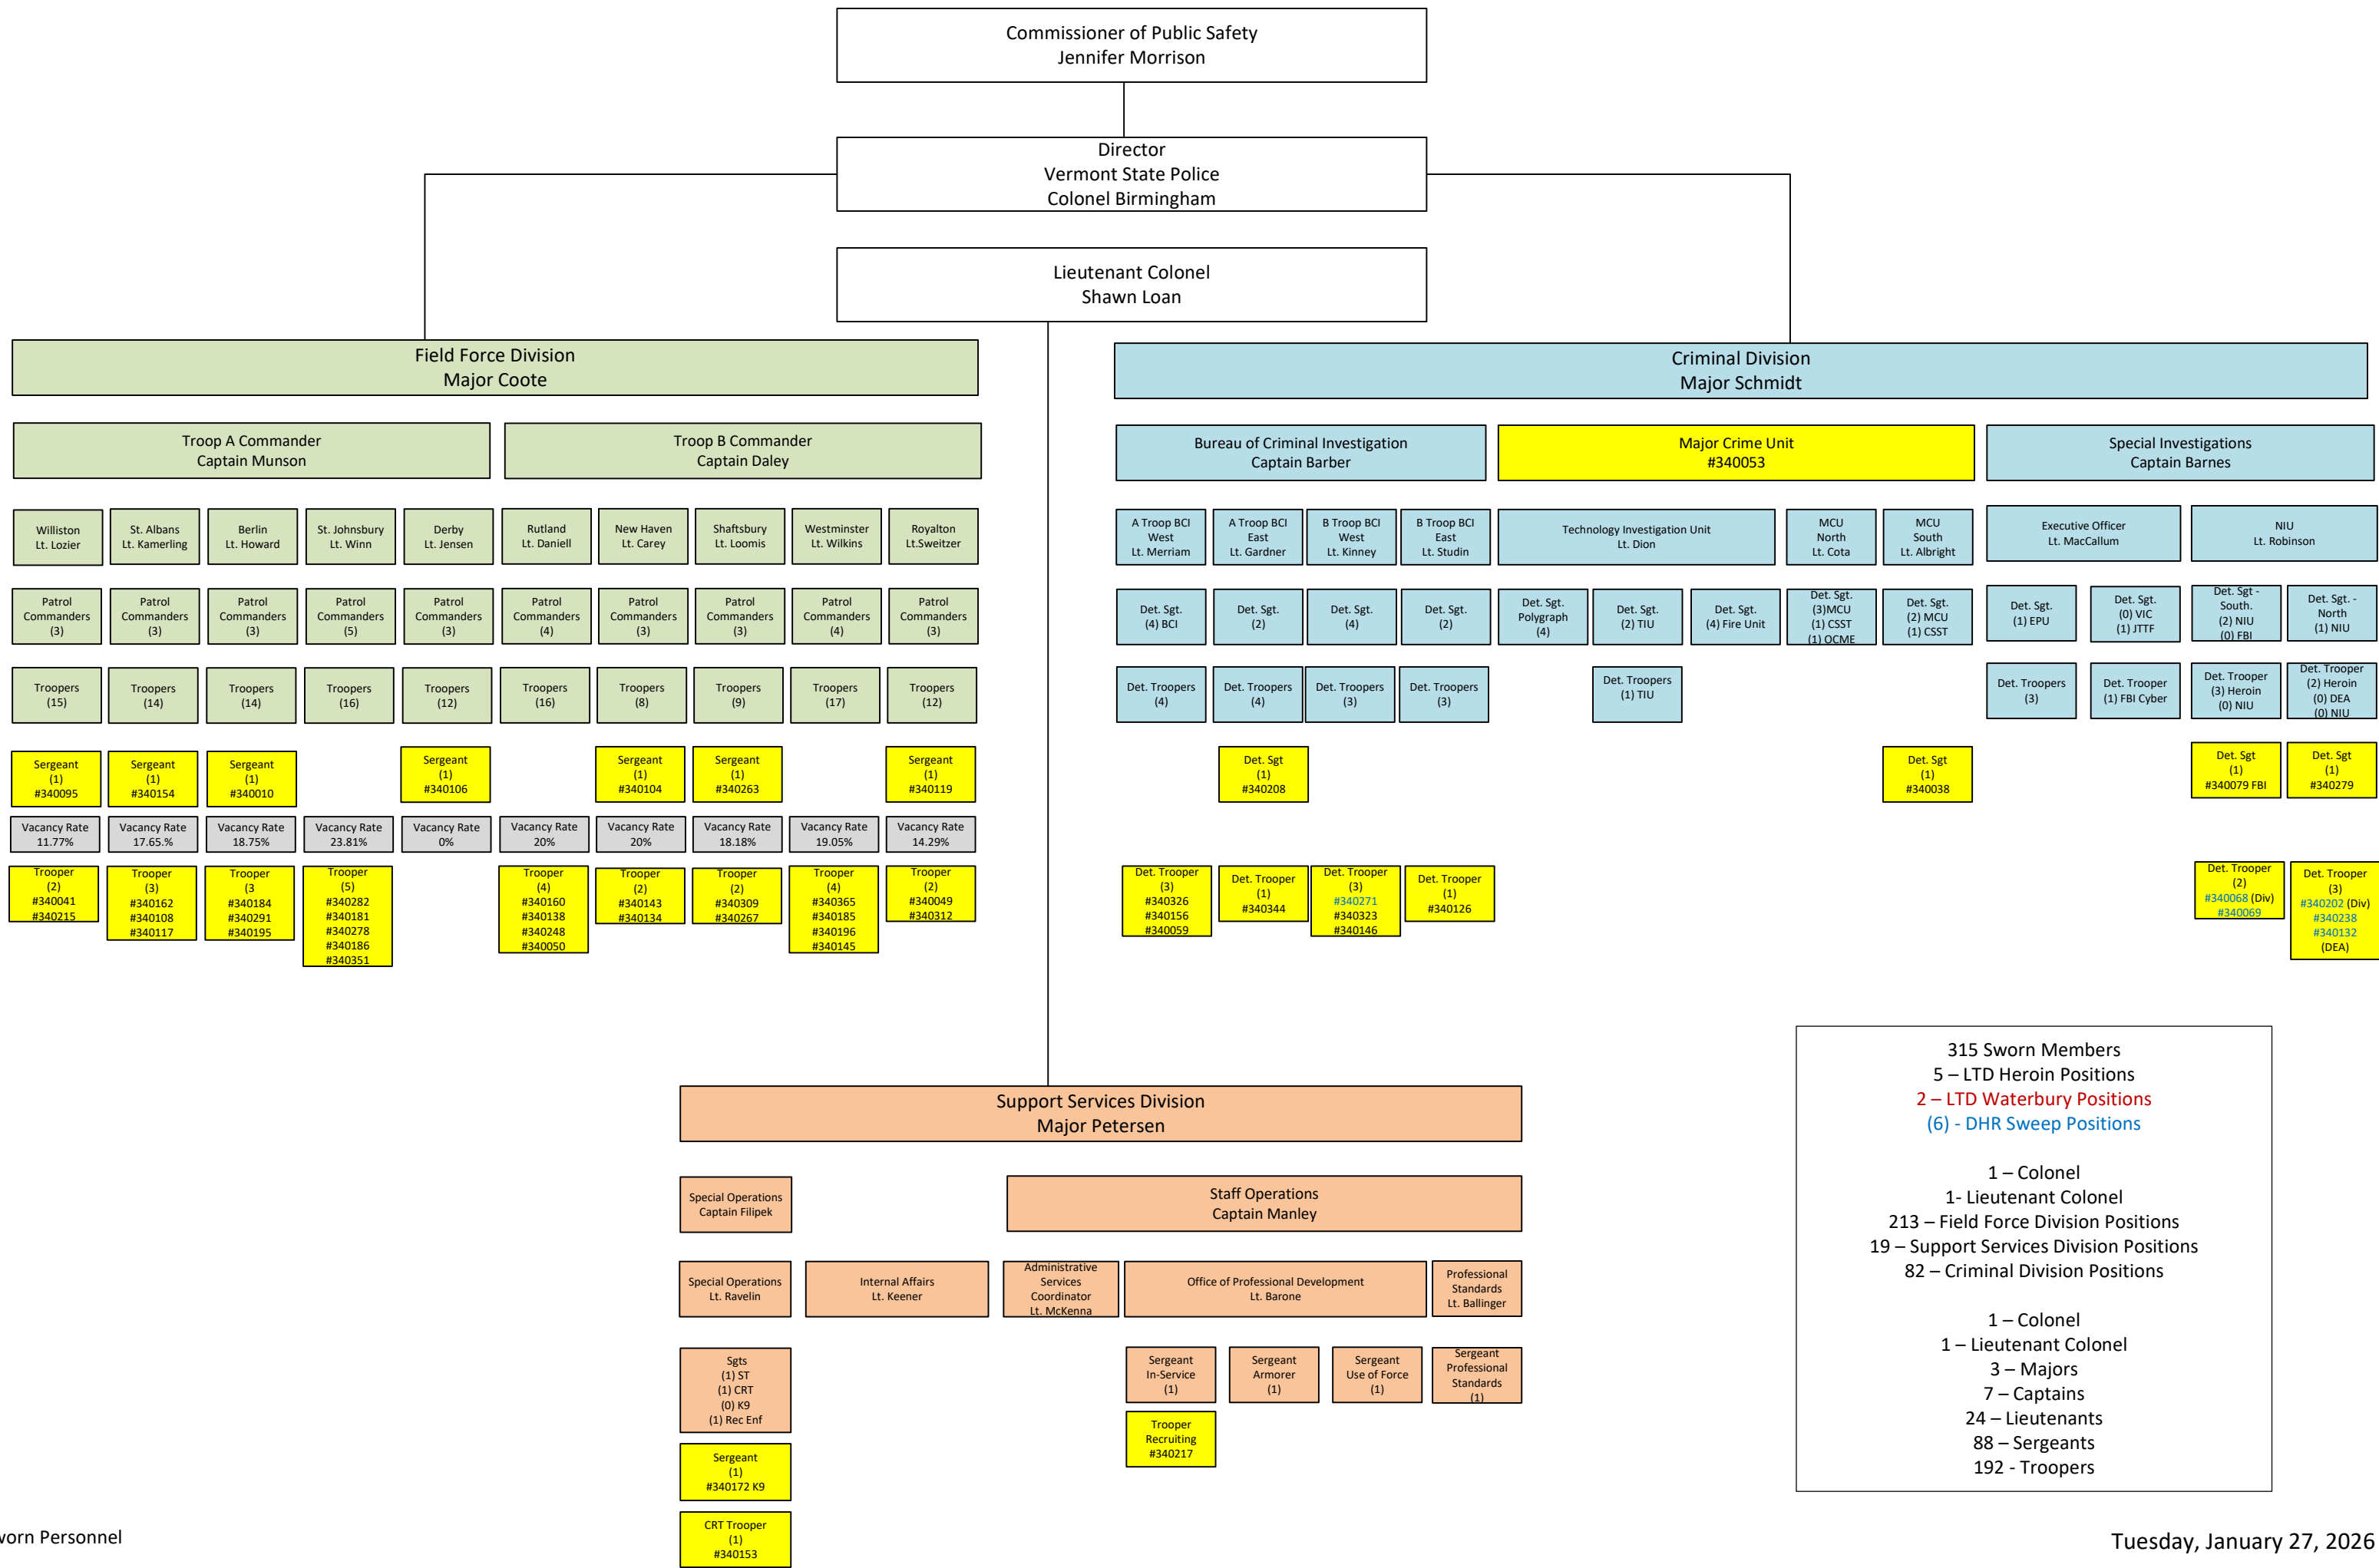 Commissioner of Public Safety
Jennifer Morrison
Director
Vermont State Police
Colonel Birmingham
Lieutenant Colonel
Shawn Loan
Field Force Division
Major Coote
Criminal Division
Major Schmidt
Troop A Commander
Captain Munson
Troop B Commander
Captain Daley
Bureau of Criminal Investigation
Captain Barber
Major Crime Unit
#340053
Special Investigations
Captain Barnes
Williston
Lt. Lozier
St. Albans
Lt. Kamerling
Berlin
Lt. Howard
St. Johnsbury
Lt. Winn
Derby
Lt. Jensen
Rutland
Lt. Daniell
New Haven
Lt. Carey
Shaftsbury
Lt. Loomis
Westminster
Lt. Wilkins
Royalton
Lt.Sweitzer
A Troop BCI
West
Lt. Merriam
A Troop BCI
East
Lt. Gardner
B Troop BCI
West
Lt. Kinney
B Troop BCI
East
Lt. Studin
Technology Investigation Unit
Lt. Dion
MCU
North
Lt. Cota
MCU
South
Lt. Albright
Executive Officer
Lt. MacCallum
NIU
Lt. Robinson
Patrol
Commanders
(3)
Patrol
Commanders
(3)
Patrol
Commanders
(3)
Patrol
Commanders
(5)
Patrol
Commanders
(3)
Patrol
Commanders
(4)
Patrol
Commanders
(3)
Patrol
Commanders
(3)
Patrol
Commanders
(4)
Patrol
Commanders
(3)
Det. Sgt.
(4) BCI
Det. Sgt.
(2)
Det. Sgt.
(4)
Det. Sgt.
(2)
Det. Sgt.
Polygraph
(4)
Det. Sgt.
(2) TIU
Det. Sgt.
(4) Fire Unit
Det. Sgt.
(3)MCU
(1) CSST
(1) OCME
Det. Sgt.
(2) MCU
(1) CSST
Det. Sgt.
(1) EPU
Det. Sgt.
(0) VIC
(1) JTTF
Det. Sgt -
South.
(2) NIU
(0) FBI
Det. Sgt. -
North
(1) NIU
Troopers
(15)
Troopers
(14)
Troopers
(14)
Troopers
(16)
Troopers
(12)
Troopers
(16)
Troopers
(8)
Troopers
(9)
Troopers
(17)
Troopers
(12)
Det. Troopers
(4)
Det. Troopers
(4)
Det. Troopers
(3)
Det. Troopers
(3)
Det. Troopers
(1) TIU
Det. Troopers
(3)
Det. Trooper
(1) FBI Cyber
Det. Trooper
(3) Heroin
(0) NIU
Det. Trooper
(2) Heroin
(0) DEA
(0) NIU
Sergeant
(1)
#340095
Sergeant
(1)
#340154
Sergeant
(1)
#340010
Sergeant
(1)
#340106
Sergeant
(1)
#340104
Sergeant
(1)
#340263
Sergeant
(1)
#340119
Det. Sgt
(1)
#340208
Det. Sgt
(1)
#340038
Det. Sgt
(1)
#340079 FBI
Det. Sgt
(1)
#340279
Vacancy Rate
11.77%
Vacancy Rate
17.65.%
Vacancy Rate
18.75%
Vacancy Rate
23.81%
Vacancy Rate
0%
Vacancy Rate
20%
Vacancy Rate
20%
Vacancy Rate
18.18%
Vacancy Rate
19.05%
Vacancy Rate
14.29%
Trooper
(2)
#340041
#340215
Trooper
(3)
#340162
#340108
#340117
Trooper
(3
#340184
#340291
#340195
Trooper
(5)
#340282
#340181
#340278
#340186
#340351
Trooper
(4)
#340160
#340138
#340248
#340050
Trooper
(2)
#340143
#340134
Trooper
(2)
#340309
#340267
Trooper
(4)
#340365
#340185
#340196
#340145
Trooper
(2)
#340049
#340312
Det. Trooper
(3)
#340326
#340156
#340059
Det. Trooper
(1)
#340344
Det. Trooper
(3)
#340271
#340323
#340146
Det. Trooper
(1)
#340126
Det. Trooper
(2)
#340068 (Div)
#340069
Det. Trooper
(3)
#340202 (Div)
#340238
#340132
(DEA)
Support Services Division
Major Petersen
Special Operations
Captain Filipek
Staff Operations
Captain Manley
Special Operations
Lt. Ravelin
Internal Affairs
Lt. Keener
Administrative
Services
Coordinator
Lt. McKenna
Office of Professional Development
Lt. Barone
Professional
Standards
Lt. Ballinger
Sgts
(1) ST
(1) CRT
(0) K9
(1) Rec Enf
Sergeant
In-Service
(1)
Sergeant
Armorer
(1)
Sergeant
Use of Force
(1)
Sergeant
Professional
Standards
(1)
Trooper
Recruiting
#340217
Sergeant
(1)
#340172 K9
CRT Trooper
(1)
#340153
315 Sworn Members
5 – LTD Heroin Positions
2 – LTD Waterbury Positions
(6) - DHR Sweep Positions
1 – Colonel
1- Lieutenant Colonel
213 – Field Force Division Positions
19 – Support Services Division Positions
82 – Criminal Division Positions
1 – Colonel
1 – Lieutenant Colonel
3 – Majors
7 – Captains
24 – Lieutenants
88 – Sergeants
192 - Troopers
worn Personnel
Tuesday, January 27, 2026